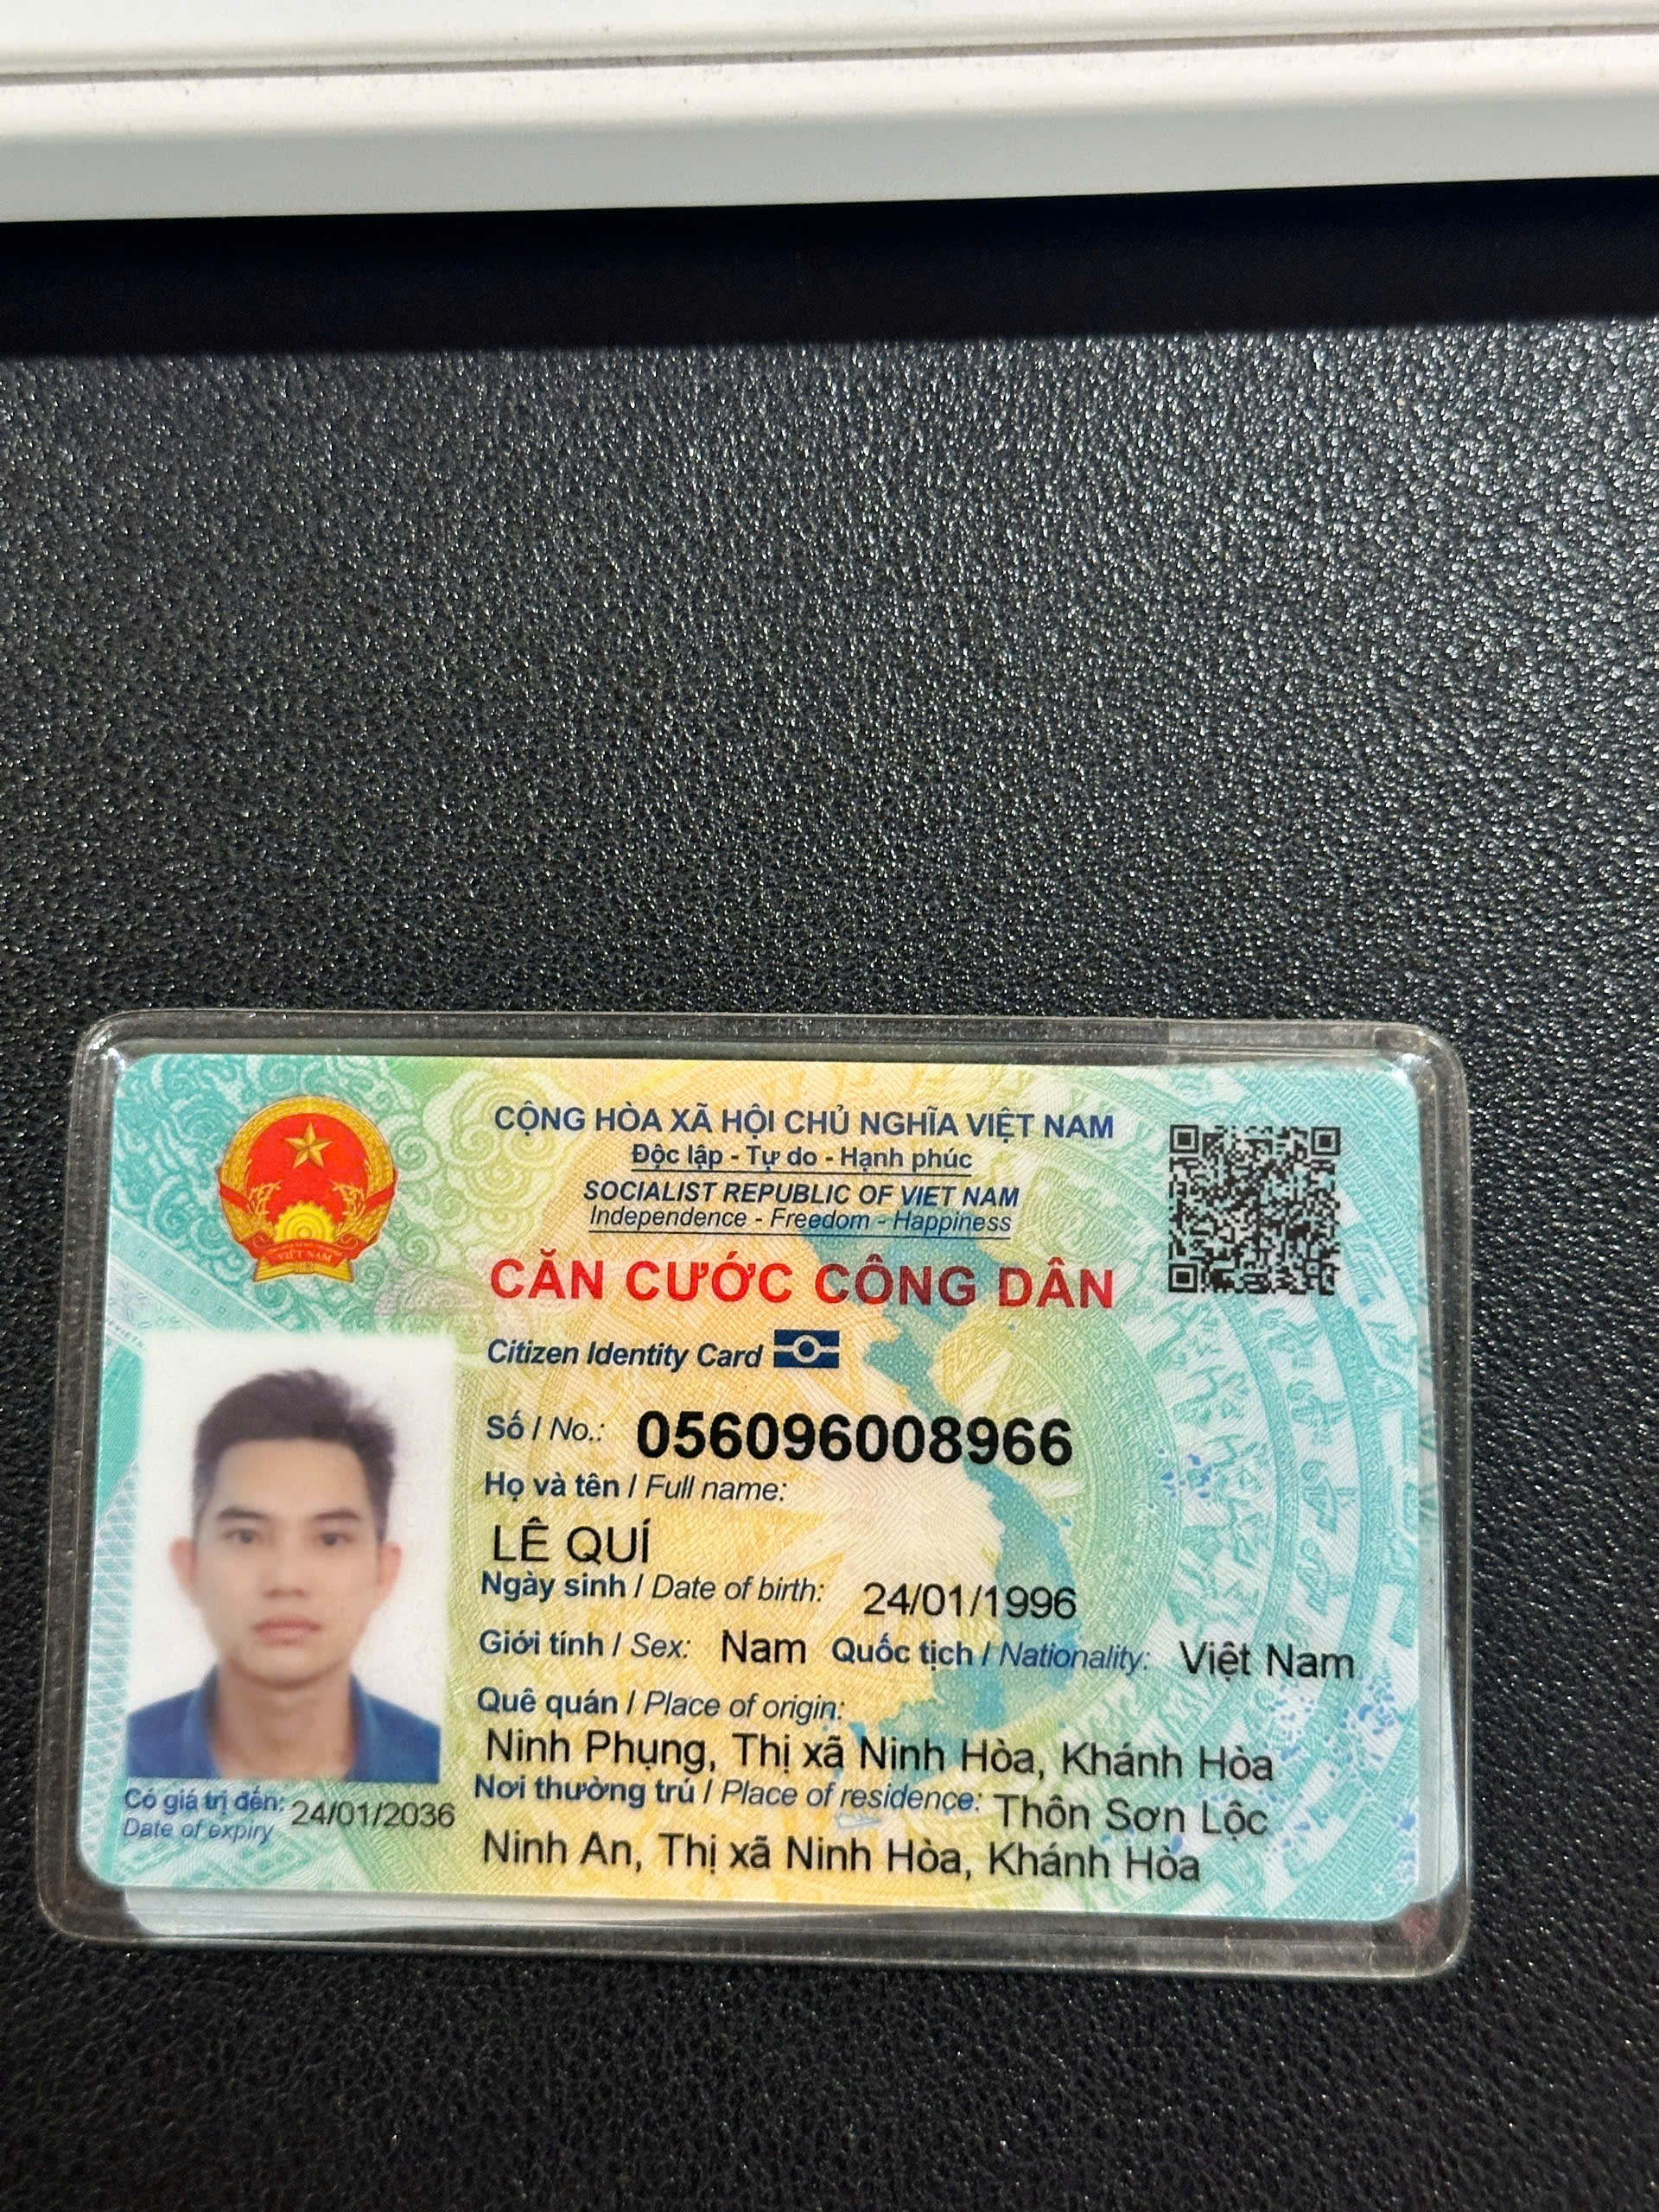 CỘNG HÒA XÃ HỘI CHỦ NGHĨA VIỆT NAM
Độc lập - Tự do - Hạnh phúc
SOCIALIST REPUBLIC OF VIET NAM
Independence - Freedom - Happiness
CĂN CƯỚC CÔNG DÂN
Citizen Identity Card
VIỆT NAM
Số / No.: 056096008966
Họ và tên / Full name:
LÊ QUÍ
Ngày sinh / Date of birth: 24/01/1996
Giới tính / Sex: Nam Quốc tịch / Nationality: Việt Nam
Quê quán / Place of origin:
Ninh Phụng, Thị xã Ninh Hòa, Khánh Hòa
Nơi thường trú / Place of residence: Thôn Sơn Lộc
Ninh An, Thị xã Ninh Hòa, Khánh Hòa
Có giá trị đến: 24/01/2036
Date of expiry